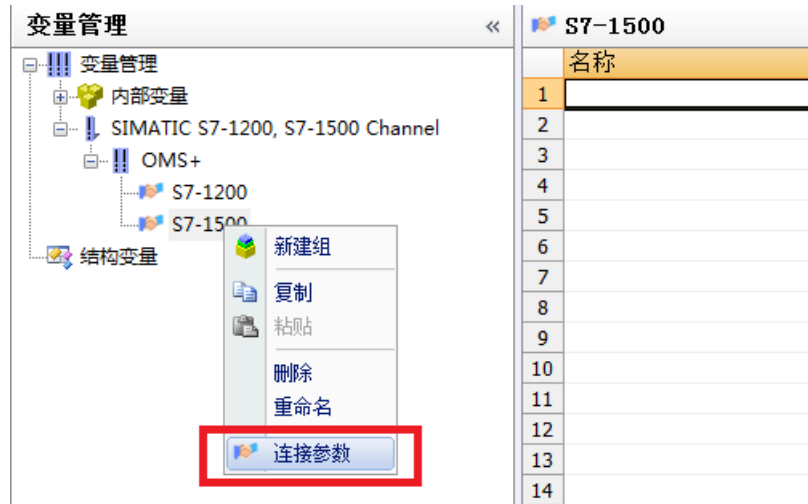 变量管理 «
变量管理
内部变量
SIMATIC S7-1200, S7-1500 Channel
OMS+
S7-1200
S7-1500
结构变量
新建组
复制
粘贴
删除
重命名
连接参数
S7-1500
名称
1
2
3
4
5
6
7
8
9
10
11
12
13
14